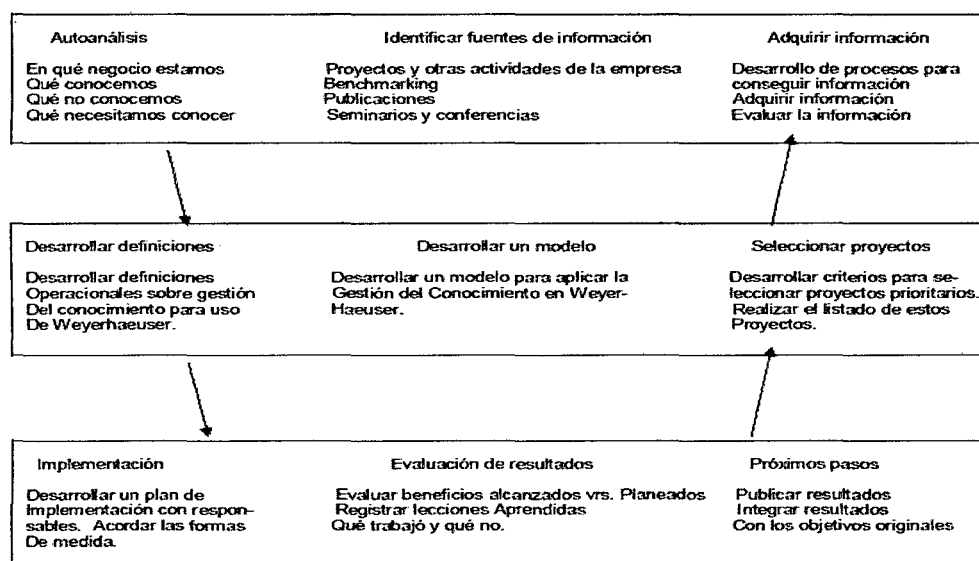 Autoanálisis
En qué negocio estamos
Qué conocemos
Qué no conocemos
Qué necesitamos conocer
Identificar fuentes de información
Proyectos y otras actividades de la empresa
Benchmarking
Publicaciones
Seminarios y conferencias
Adquirir información
Desarrollo de procesos para
conseguir información
Adquirir información
Evaluar la información
Desarrollar definiciones
Desarrollar definiciones
Operacionales sobre gestión
Del conocimiento para uso
De Weyerhaeuser.
Desarrollar un modelo
Desarrollar un modelo para aplicar la
Gestión del Conocimiento en Weyer-
Haeuser.
Seleccionar proyectos
Desarrollar criterios para se-
leccionar proyectos prioritarios.
Realizar el listado de estos
Proyectos.
Implementación
Desarrollar un plan de
Implementación con respon-
sables. Acordar las formas
De medida.
Evaluación de resultados
Evaluar beneficios alcanzados vrs. Planeados
Registrar lecciones Aprendidas
Qué trabajó y qué no.
Próximos pasos
Publicar resultados
Integrar resultados
Con los objetivos originales